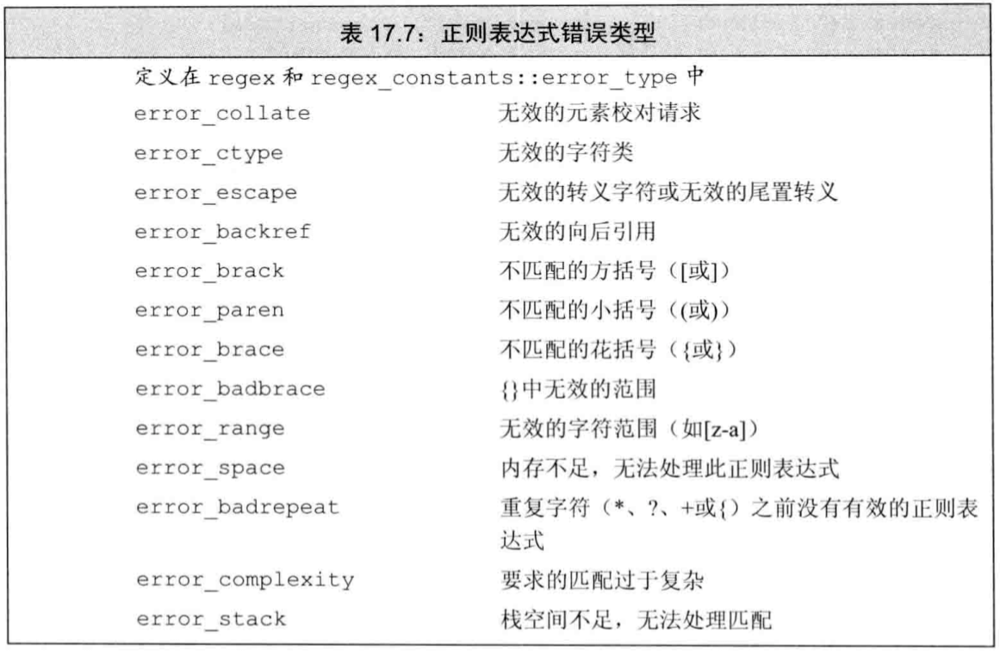 表 17.7：正则表达式错误类型
定义在 regex 和 regex_constants::error_type 中
error_collate 无效的元素校对请求
error_ctype 无效的字符类
error_escape 无效的转义字符或无效的尾置转义
error_backref 无效的向后引用
error_brack 不匹配的方括号（[或]）
error_paren 不匹配的小括号（(或)）
error_brace 不匹配的花括号（{或}）
error_badbrace {}中无效的范围
error_range 无效的字符范围（如[z-a]）
error_space 内存不足，无法处理此正则表达式
error_badrepeat 重复字符（*、?、+或{）之前没有有效的正则表
达式
error_complexity 要求的匹配过于复杂
error_stack 栈空间不足，无法处理匹配